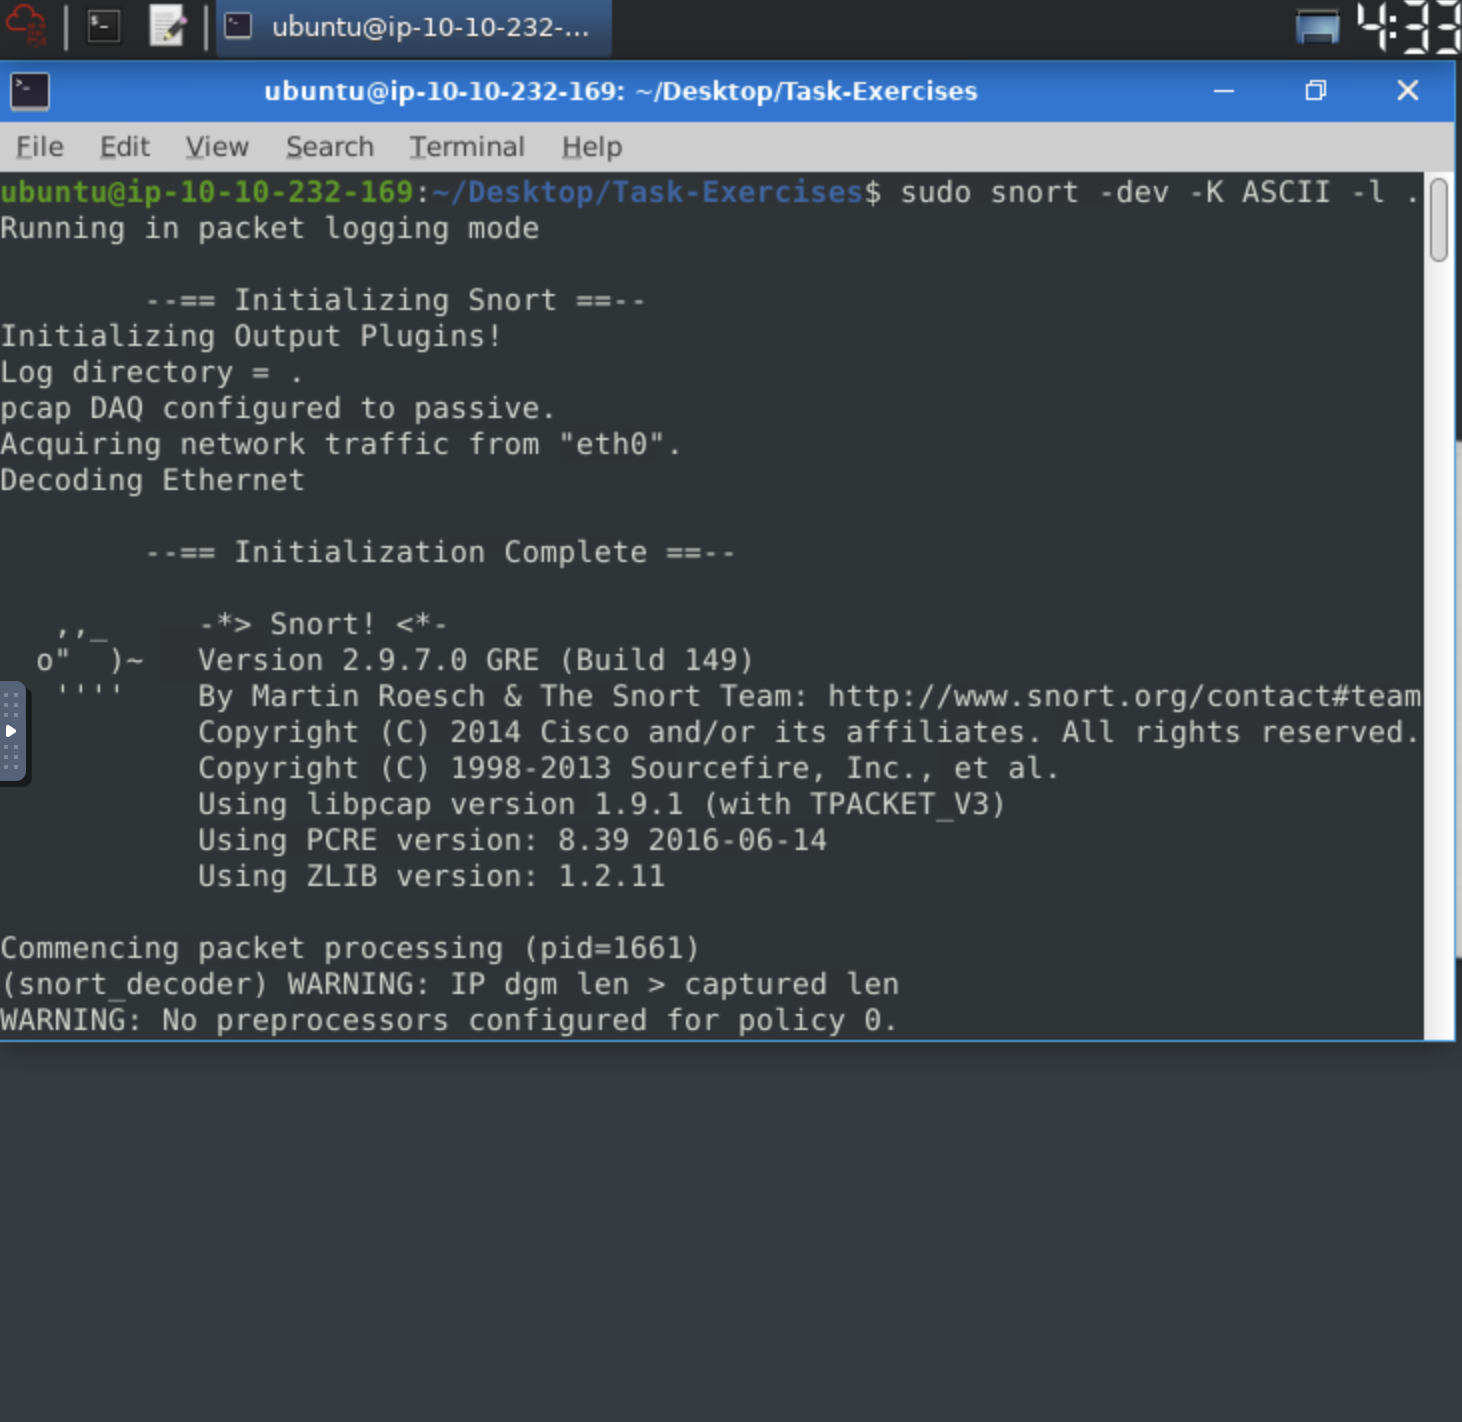 ubuntu@ip-10-10-232-... 4:33
ubuntu@ip-10-10-232-169: ~/Desktop/Task-Exercises
File Edit View Search Terminal Help
ubuntu@ip-10-10-232-169:~/Desktop/Task-Exercises$ sudo snort -dev -K ASCII -l .
Running in packet logging mode
--== Initializing Snort ==--
Initializing Output Plugins!
Log directory = .
pcap DAQ configured to passive.
Acquiring network traffic from "eth0".
Decoding Ethernet
--== Initialization Complete ==--
,,_ -*> Snort! <*-
o" )~ Version 2.9.7.0 GRE (Build 149)
'''' By Martin Roesch & The Snort Team: http://www.snort.org/contact#team
Copyright (C) 2014 Cisco and/or its affiliates. All rights reserved.
Copyright (C) 1998-2013 Sourcefire, Inc., et al.
Using libpcap version 1.9.1 (with TPACKET_V3)
Using PCRE version: 8.39 2016-06-14
Using ZLIB version: 1.2.11
Commencing packet processing (pid=1661)
(snort_decoder) WARNING: IP dgm len > captured len
WARNING: No preprocessors configured for policy 0.